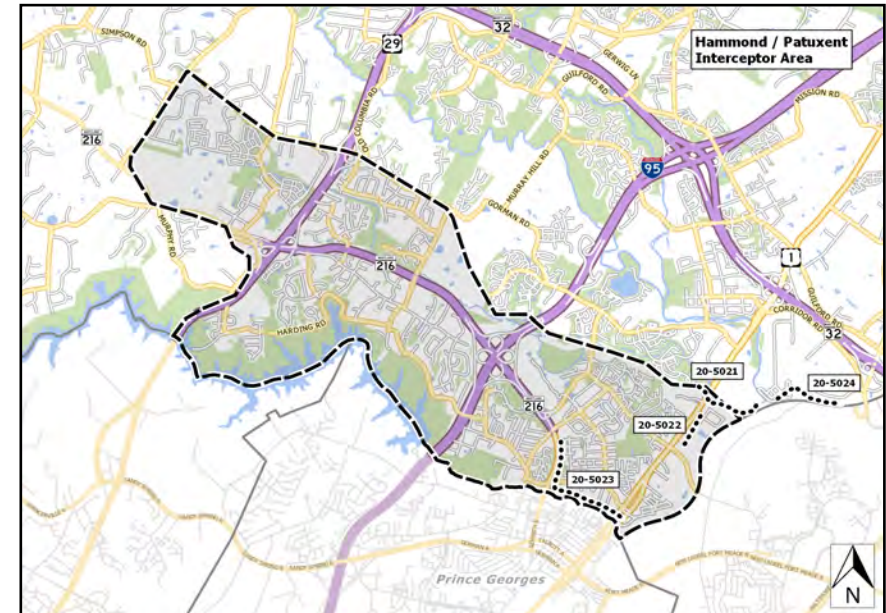 32
Hammond / Patuxent
Interceptor Area
SIMPSON RD
29
GERWIG LN
GUILFORD RD
MISSION RD
OLD COLUMBIA RD
216
95
MURRAY HILL RD
GORMAN RD
MURPHY RD
216
1
GUILFORD RD
CORRIDOR RD
32
HARDING RD
20-5021
20-5024
216
20-5022
20-5023
Prince Georges
N